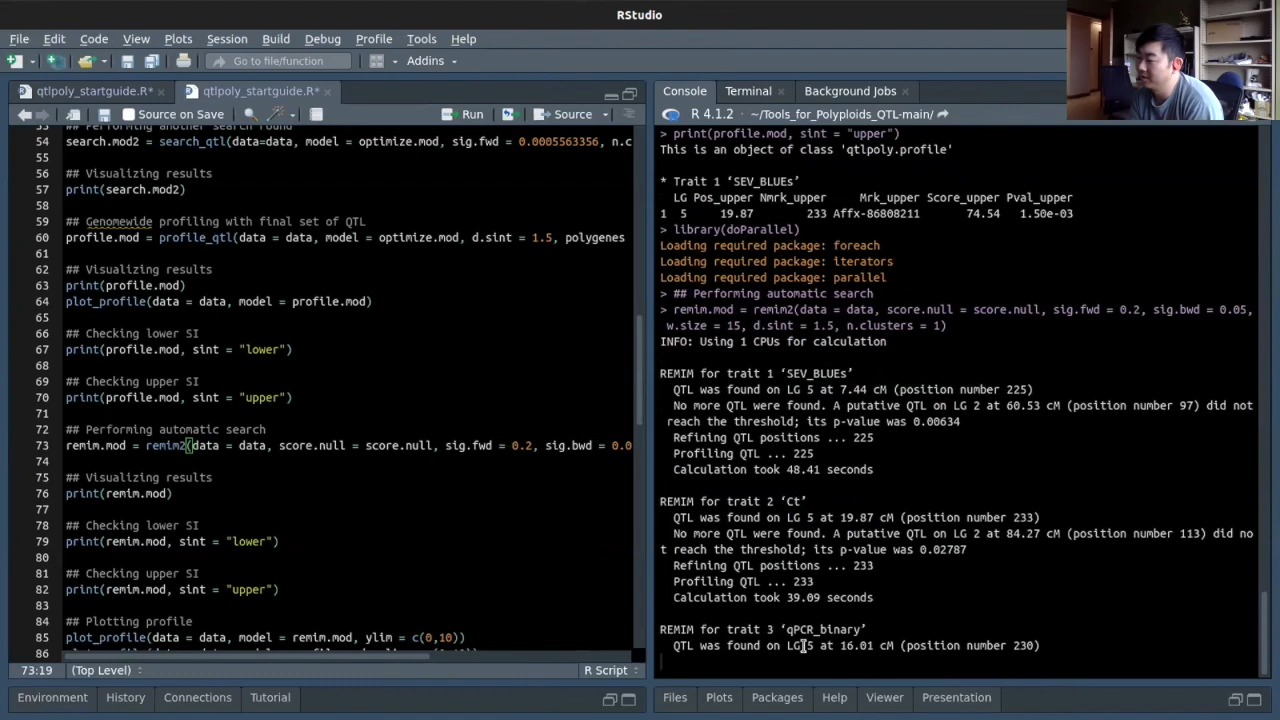 RStudio
File Edit Code View Plots Session Build Debug Profile Tools Help
Go to file/function Addins
qtlpoly_startguide.R* qtlpoly_startguide.R*
Source on Save Run Source
54 search.mod2 = search_qtl(data=data, model = optimize.mod, sig.fwd = 0.0005563356, n.c
55
56 ## Visualizing results
57 print(search.mod2)
58
59 ## Genomewide profiling with final set of QTL
60 profile.mod = profile_qtl(data = data, model = optimize.mod, d.sint = 1.5, polygenes
61
62 ## Visualizing results
63 print(profile.mod)
64 plot_profile(data = data, model = profile.mod)
65
66 ## Checking lower SI
67 print(profile.mod, sint = "lower")
68
69 ## Checking upper SI
70 print(profile.mod, sint = "upper")
71
72 ## Performing automatic search
73 remim.mod = remim2(data = data, score.null = score.null, sig.fwd = 0.2, sig.bwd = 0.0
74
75 ## Visualizing results
76 print(remim.mod)
77
78 ## Checking lower SI
79 print(remim.mod, sint = "lower")
80
81 ## Checking upper SI
82 print(remim.mod, sint = "upper")
83
84 ## Plotting profile
85 plot_profile(data = data, model = remim.mod, ylim = c(0,10))
86
73:19 (Top Level) R Script
Environment History Connections Tutorial
Console Terminal Background Jobs
R 4.1.2 · ~/Tools_for_Polyploids_QTL-main/
> print(profile.mod, sint = "upper")
This is an object of class 'qtlpoly.profile'
* Trait 1 ‘SEV_BLUEs’
LG Pos_upper Nmrk_upper Mrk_upper Score_upper Pval_upper
1 5 19.87 233 Affx-86808211 74.54 1.50e-03
> library(doParallel)
Loading required package: foreach
Loading required package: iterators
Loading required package: parallel
> ## Performing automatic search
> remim.mod = remim2(data = data, score.null = score.null, sig.fwd = 0.2, sig.bwd = 0.05,
w.size = 15, d.sint = 1.5, n.clusters = 1)
INFO: Using 1 CPUs for calculation
REMIM for trait 1 ‘SEV_BLUEs’
QTL was found on LG 5 at 7.44 cM (position number 225)
No more QTL were found. A putative QTL on LG 2 at 60.53 cM (position number 97) did not
reach the threshold; its p-value was 0.00634
Refining QTL positions ... 225
Profiling QTL ... 225
Calculation took 48.41 seconds
REMIM for trait 2 ‘Ct’
QTL was found on LG 5 at 19.87 cM (position number 233)
No more QTL were found. A putative QTL on LG 2 at 84.27 cM (position number 113) did no
t reach the threshold; its p-value was 0.02787
Refining QTL positions ... 233
Profiling QTL ... 233
Calculation took 39.09 seconds
REMIM for trait 3 ‘qPCR_binary’
QTL was found on LG 5 at 16.01 cM (position number 230)
Files Plots Packages Help Viewer Presentation